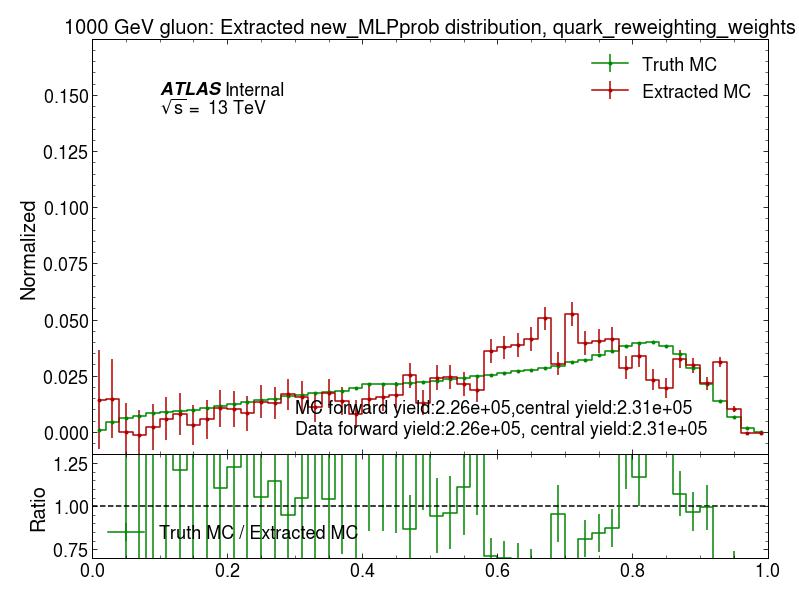 1000 GeV gluon: Extracted new_MLPprob distribution, quark_reweighting_weights
Truth MC
Extracted MC
ATLAS Internal
√s = 13 TeV
Normalized
0.150
0.125
0.100
0.075
0.050
0.025
0.000
MC forward yield:2.26e+05,central yield:2.31e+05
Data forward yield:2.26e+05, central yield:2.31e+05
Ratio
1.25
1.00
0.75
Truth MC / Extracted MC
0.0 0.2 0.4 0.6 0.8 1.0